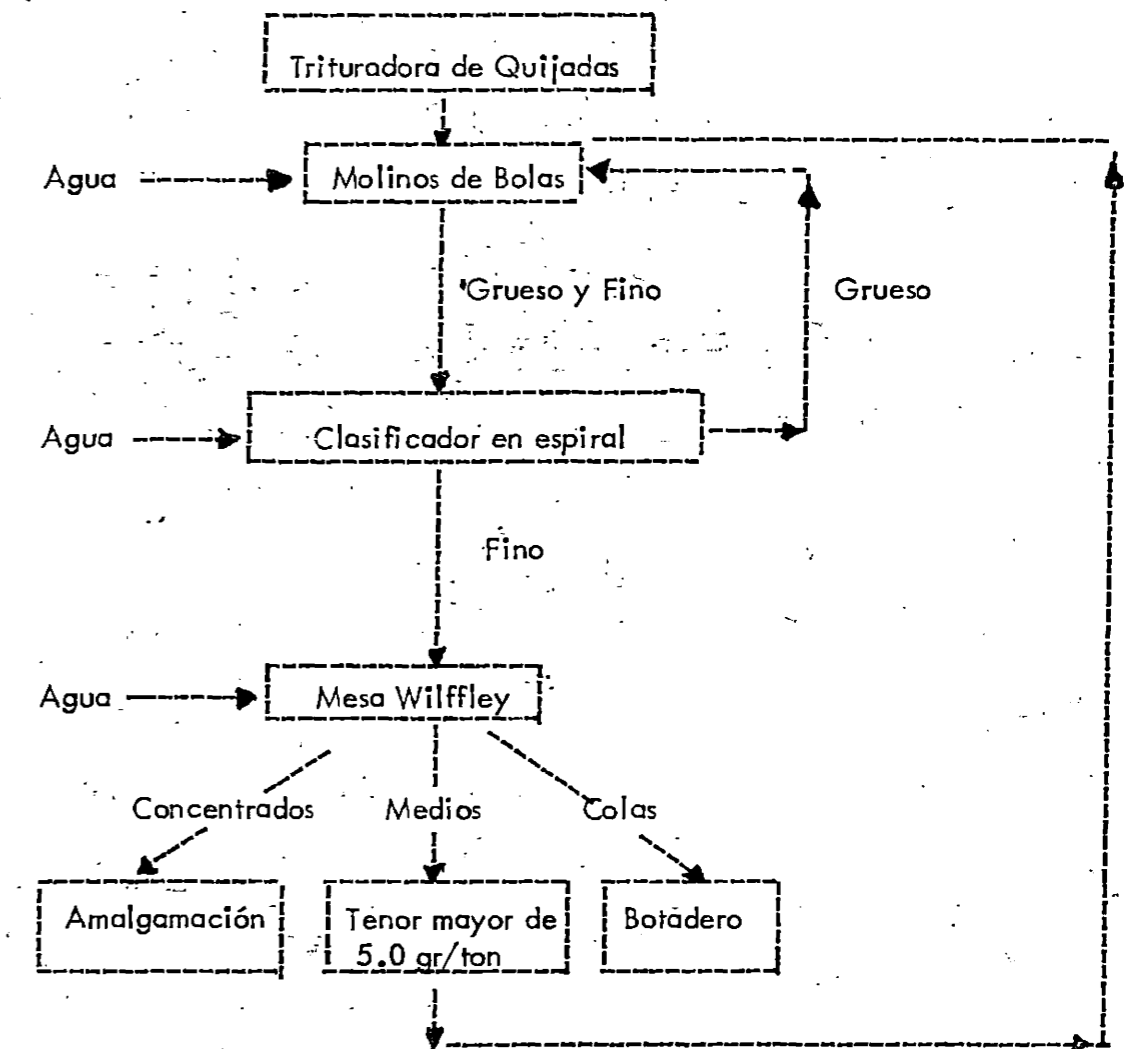 Trituradora de Quijadas
Agua
Molinos de Bolas
Grueso y Fino
Grueso
Agua
Clasificador en espiral
Fino
Agua
Mesa Wilffley
Concentrados
Medios
Colas
Amalgamación
Tenor mayor de
5.0 gr/ton
Botadero